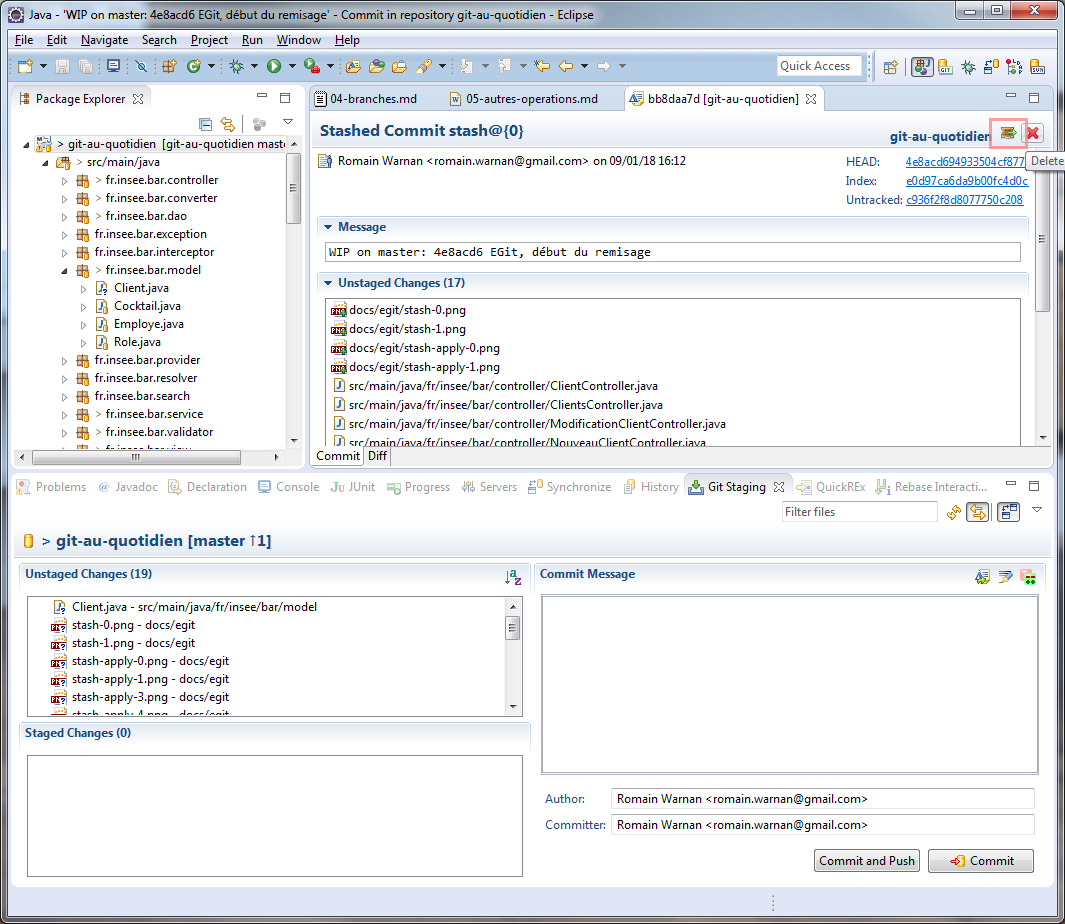 Java - 'WIP on master: 4e8acd6 EGit, début du remisage' - Commit in repository git-au-quotidien - Eclipse
File Edit Navigate Search Project Run Window Help
Quick Access
Package Explorer
04-branches.md 05-autres-operations.md bb8daa7d [git-au-quotidien]
> git-au-quotidien [git-au-quotidien maste
> src/main/java
> fr.insee.bar.controller
> fr.insee.bar.converter
> fr.insee.bar.dao
fr.insee.bar.exception
fr.insee.bar.interceptor
> fr.insee.bar.model
Client.java
Cocktail.java
Employe.java
Role.java
fr.insee.bar.provider
fr.insee.bar.resolver
fr.insee.bar.search
> fr.insee.bar.service
> fr.insee.bar.validator
Stashed Commit stash@{0}
git-au-quotidien
Delete
Romain Warnan <romain.warnan@gmail.com> on 09/01/18 16:12
HEAD: 4e8acd694933504cf877
Index: e0d97ca6da9b00fc4d0c
Untracked: c936f2f8d8077750c208
Message
WIP on master: 4e8acd6 EGit, début du remisage
Unstaged Changes (17)
docs/egit/stash-0.png
docs/egit/stash-1.png
docs/egit/stash-apply-0.png
docs/egit/stash-apply-1.png
src/main/java/fr/insee/bar/controller/ClientController.java
src/main/java/fr/insee/bar/controller/ClientsController.java
src/main/java/fr/insee/bar/controller/ModificationClientController.java
src/main/java/fr/insee/bar/controller/NouveauClientController.java
Commit Diff
Problems @ Javadoc Declaration Console JUnit Progress Servers Synchronize History Git Staging QuickREx Rebase Interacti...
Filter files
> git-au-quotidien [master ↑1]
Unstaged Changes (19)
Client.java - src/main/java/fr/insee/bar/model
stash-0.png - docs/egit
stash-1.png - docs/egit
stash-apply-0.png - docs/egit
stash-apply-1.png - docs/egit
stash-apply-3.png - docs/egit
stash-apply-4.png - docs/egit
Staged Changes (0)
Commit Message
Author: Romain Warnan <romain.warnan@gmail.com>
Committer: Romain Warnan <romain.warnan@gmail.com>
Commit and Push Commit